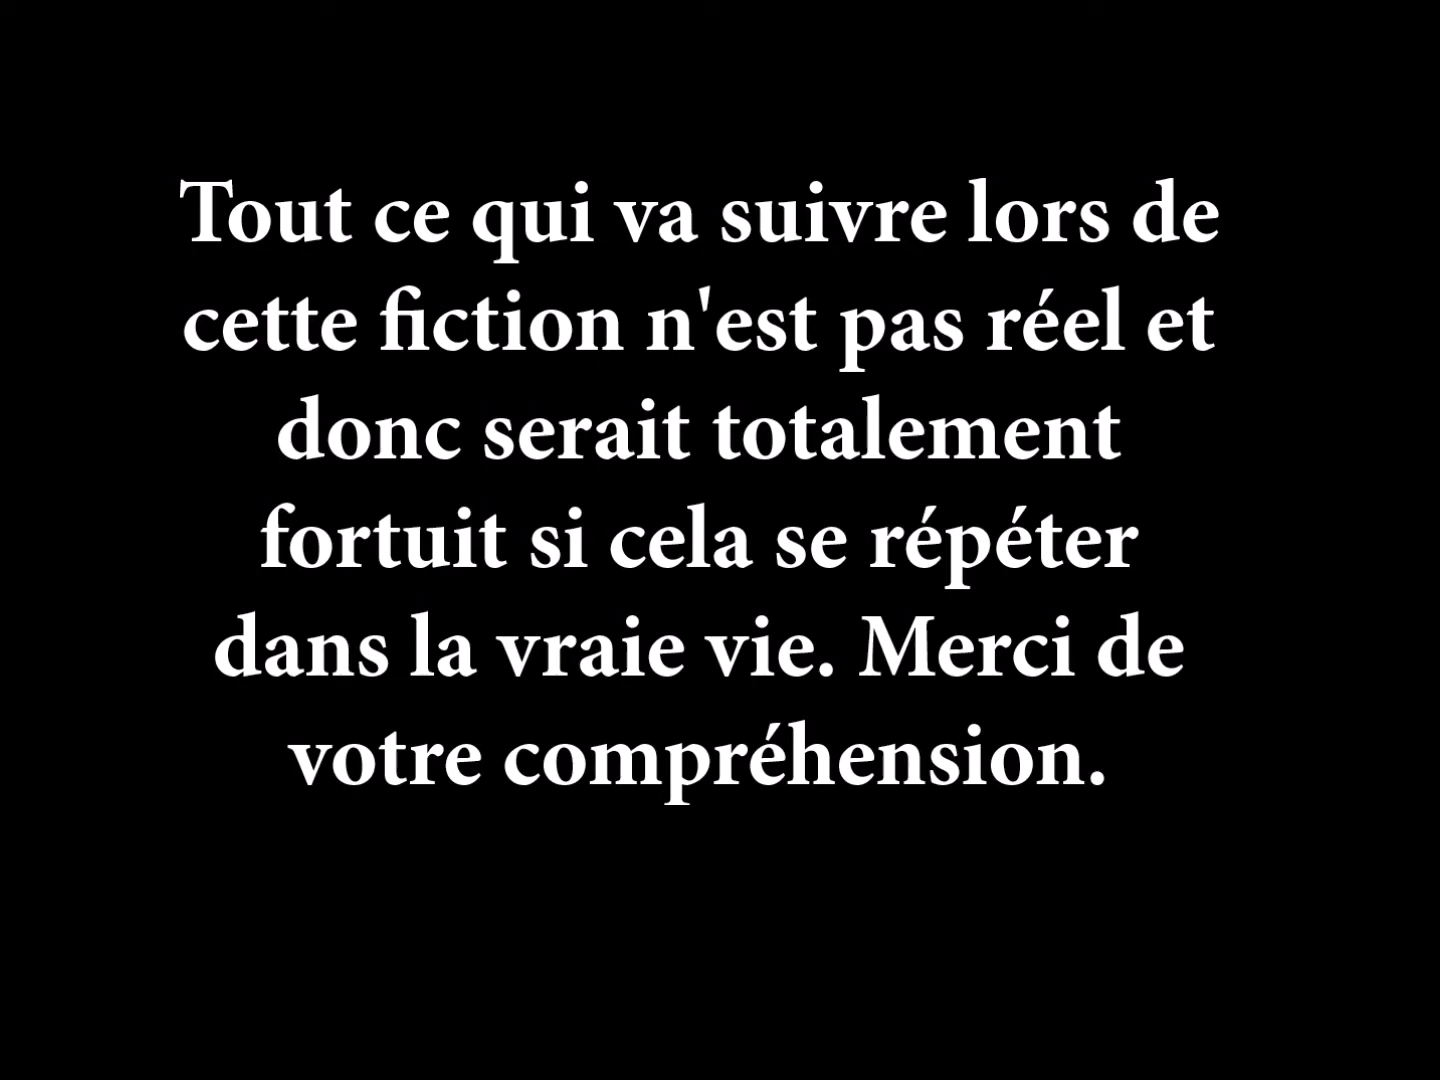 Tout ce qui va suivre lors de
cette fiction n'est pas réel et
donc serait totalement
fortuit si cela se répéter
dans la vraie vie. Merci de
votre compréhension.